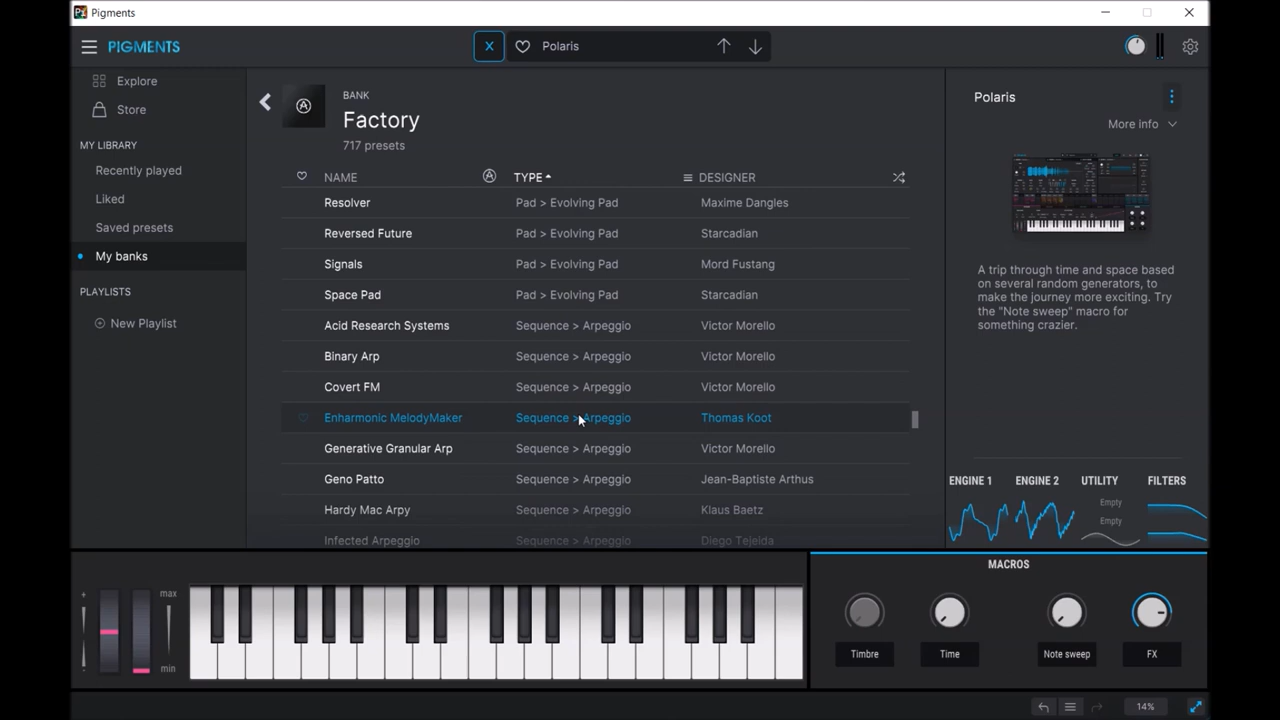 Pigments
PIGMENTS
X
Polaris
Explore
Store
MY LIBRARY
Recently played
Liked
Saved presets
My banks
PLAYLISTS
New Playlist
BANK
Factory
717 presets
NAME TYPE DESIGNER
Resolver Pad > Evolving Pad Maxime Dangles
Reversed Future Pad > Evolving Pad Starcadian
Signals Pad > Evolving Pad Mord Fustang
Space Pad Pad > Evolving Pad Starcadian
Acid Research Systems Sequence > Arpeggio Victor Morello
Binary Arp Sequence > Arpeggio Victor Morello
Covert FM Sequence > Arpeggio Victor Morello
Enharmonic MelodyMaker Sequence > Arpeggio Thomas Koot
Generative Granular Arp Sequence > Arpeggio Victor Morello
Geno Patto Sequence > Arpeggio Jean-Baptiste Arthus
Hardy Mac Arpy Sequence > Arpeggio Klaus Baetz
Infected Arpeggio Sequence > Arpeggio Diego Tejeida
Polaris
More info
A trip through time and space based
on several random generators, to
make the journey more exciting. Try
the "Note sweep" macro for
something crazier.
ENGINE 1 ENGINE 2 UTILITY FILTERS
Empty
Empty
+
-
max
min
MACROS
Timbre Time Note sweep FX
14%